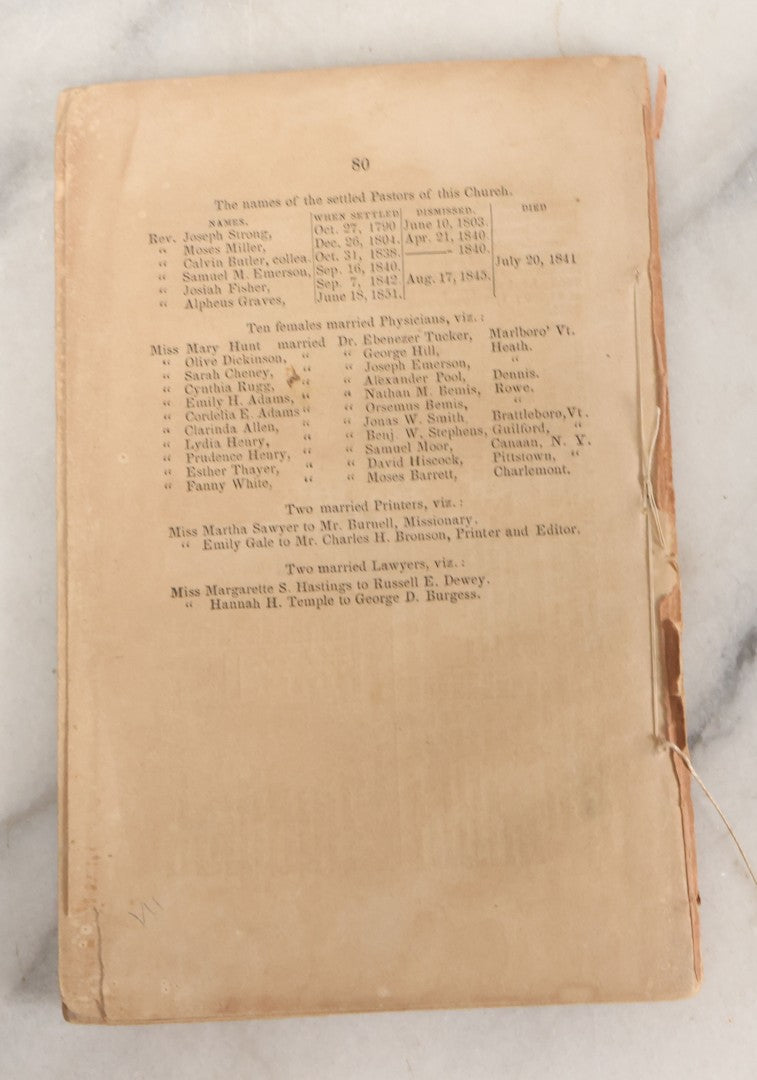 80
The names of the settled Pastors of this Church.
NAMES. WHEN SETTLED DISMISSED. DIED
Rev. Joseph Strong, Oct. 27, 1790 June 10, 1803.
“ Moses Miller, Dec. 26, 1804. Apr. 21, 1840
“ Calvin Butler, collea. Oct. 31, 1838. —— 1840.
“ Samuel M. Emerson, Sep. 16, 1840. July 20, 1841
“ Josiah Fisher, Sep. 7, 1842 Aug. 17, 1845.
“ Alpheus Graves, June 18, 1851.
Ten females married Physicians, viz.:
Miss Mary Hunt married Dr. Ebenezer Tucker, Marlboro' Vt.
“ Olive Dickinson, “ “ George Hill, Heath.
“ Sarah Cheney, “ “ Joseph Emerson, “
“ Cynthia Rugg, “ “ Alexander Pool, Dennis.
“ Emily H. Adams, “ “ Nathan M. Bemis, Rowe.
“ Cordelia E. Adams “ “ Orsemus Bemis, “
“ Clarinda Allen, “ “ Jonas W. Smith Brattleboro, Vt.
“ Lydia Henry, “ “ Benj W. Stephens, Guilford, “
“ Prudence Henry, “ “ Samuel Moor, Canaan, N. Y.
“ Esther Thayer, “ “ David Hiscock, Pittstown, “
“ Fanny White, “ “ Moses Barrett, Charlemont.
Two married Printers, viz.:
Miss Martha Sawyer to Mr. Burnell, Missionary.
“ Emily Gale to Mr. Charles H. Bronson, Printer and Editor.
Two married Lawyers, viz.:
Miss Margarette S. Hastings to Russell E. Dewey.
“ Hannah H. Temple to George D. Burgess.